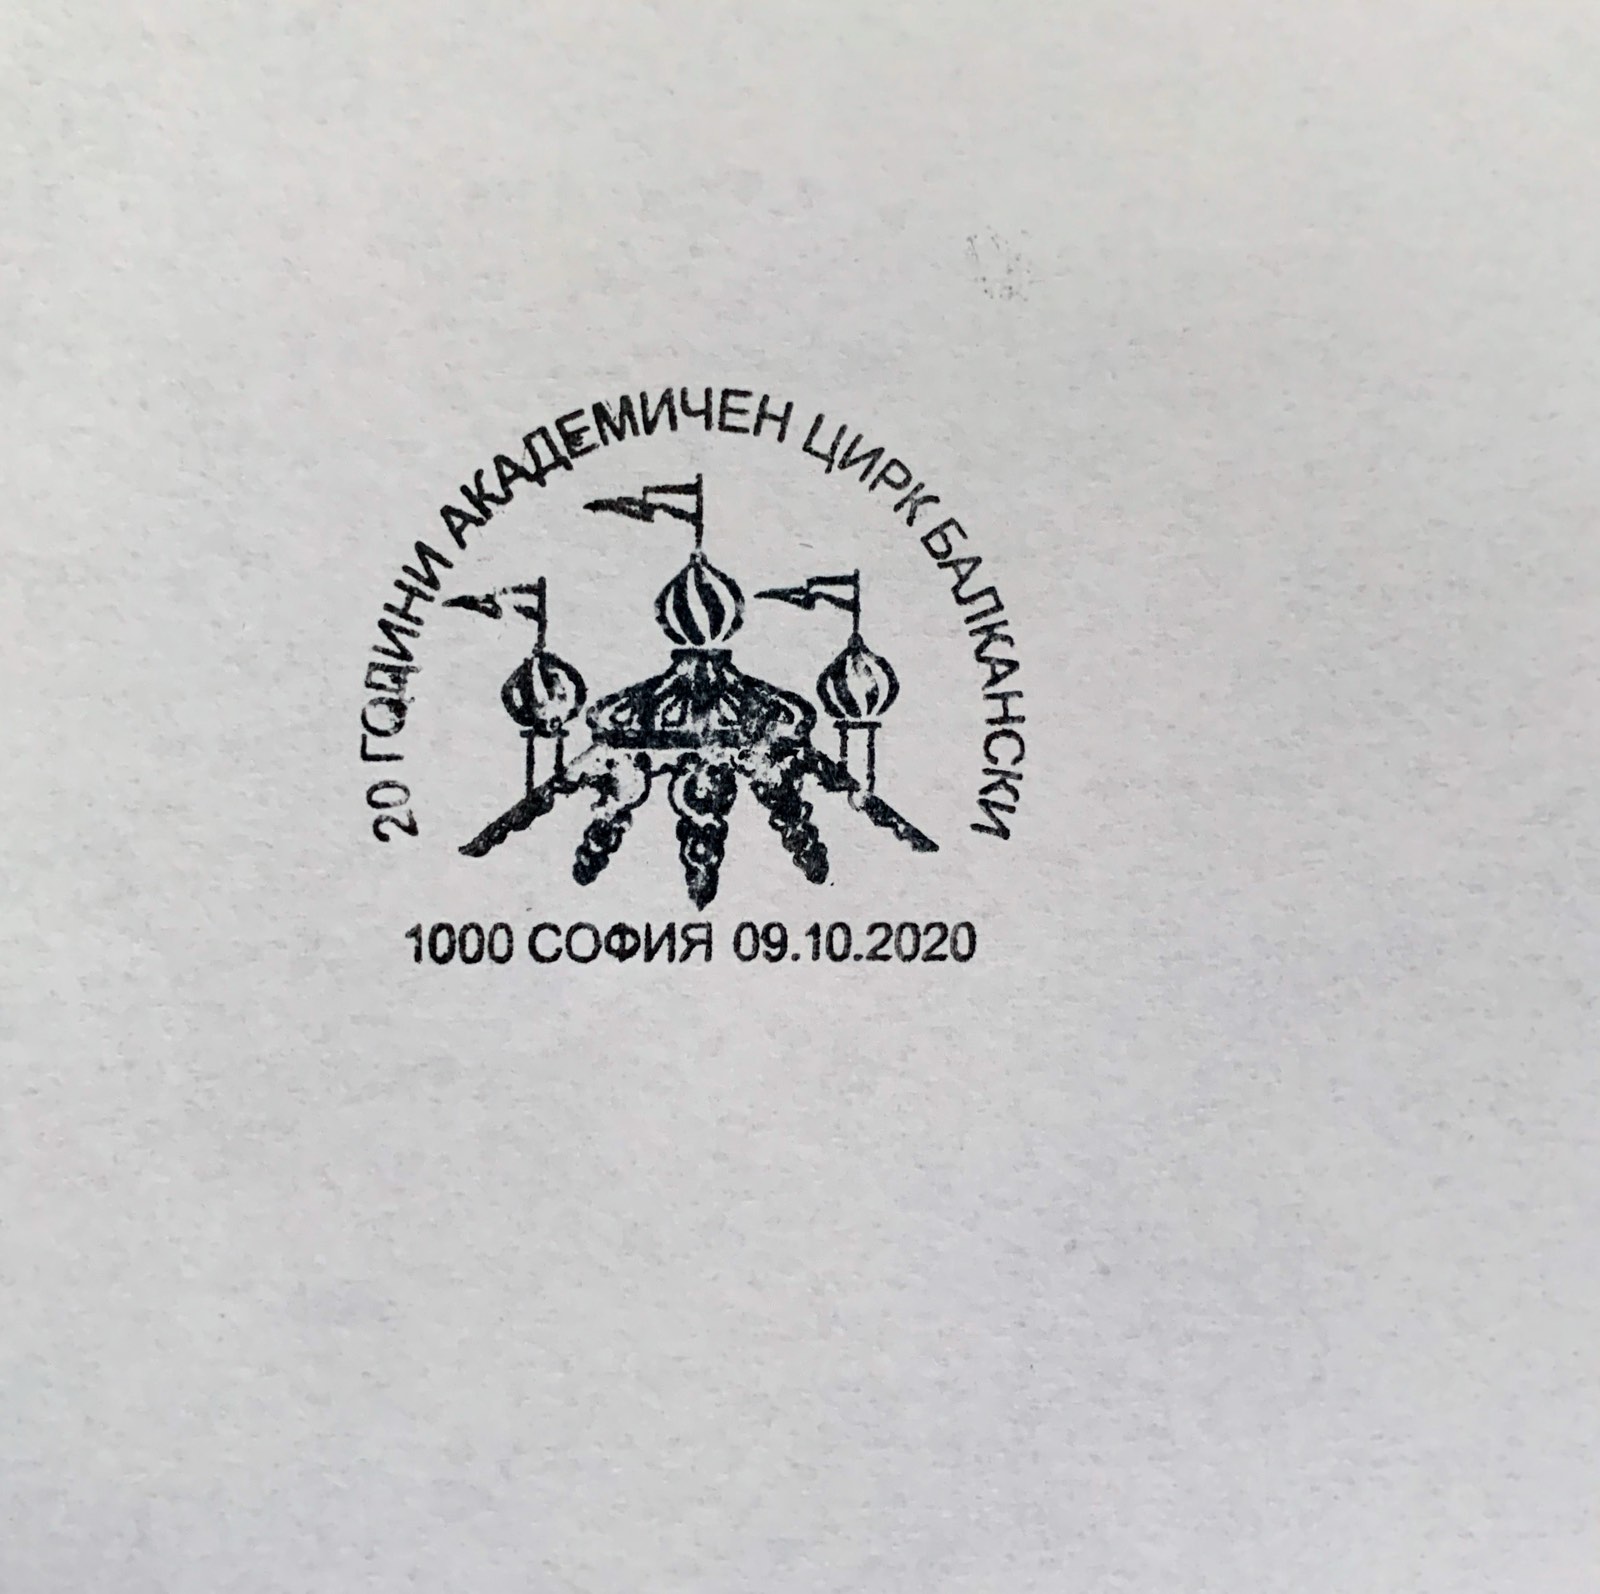 20 ГОДИНИ АКАДЕМИЧЕН ЦИРК БАЛКАНСКИ
1000 СОФИЯ 09.10.2020